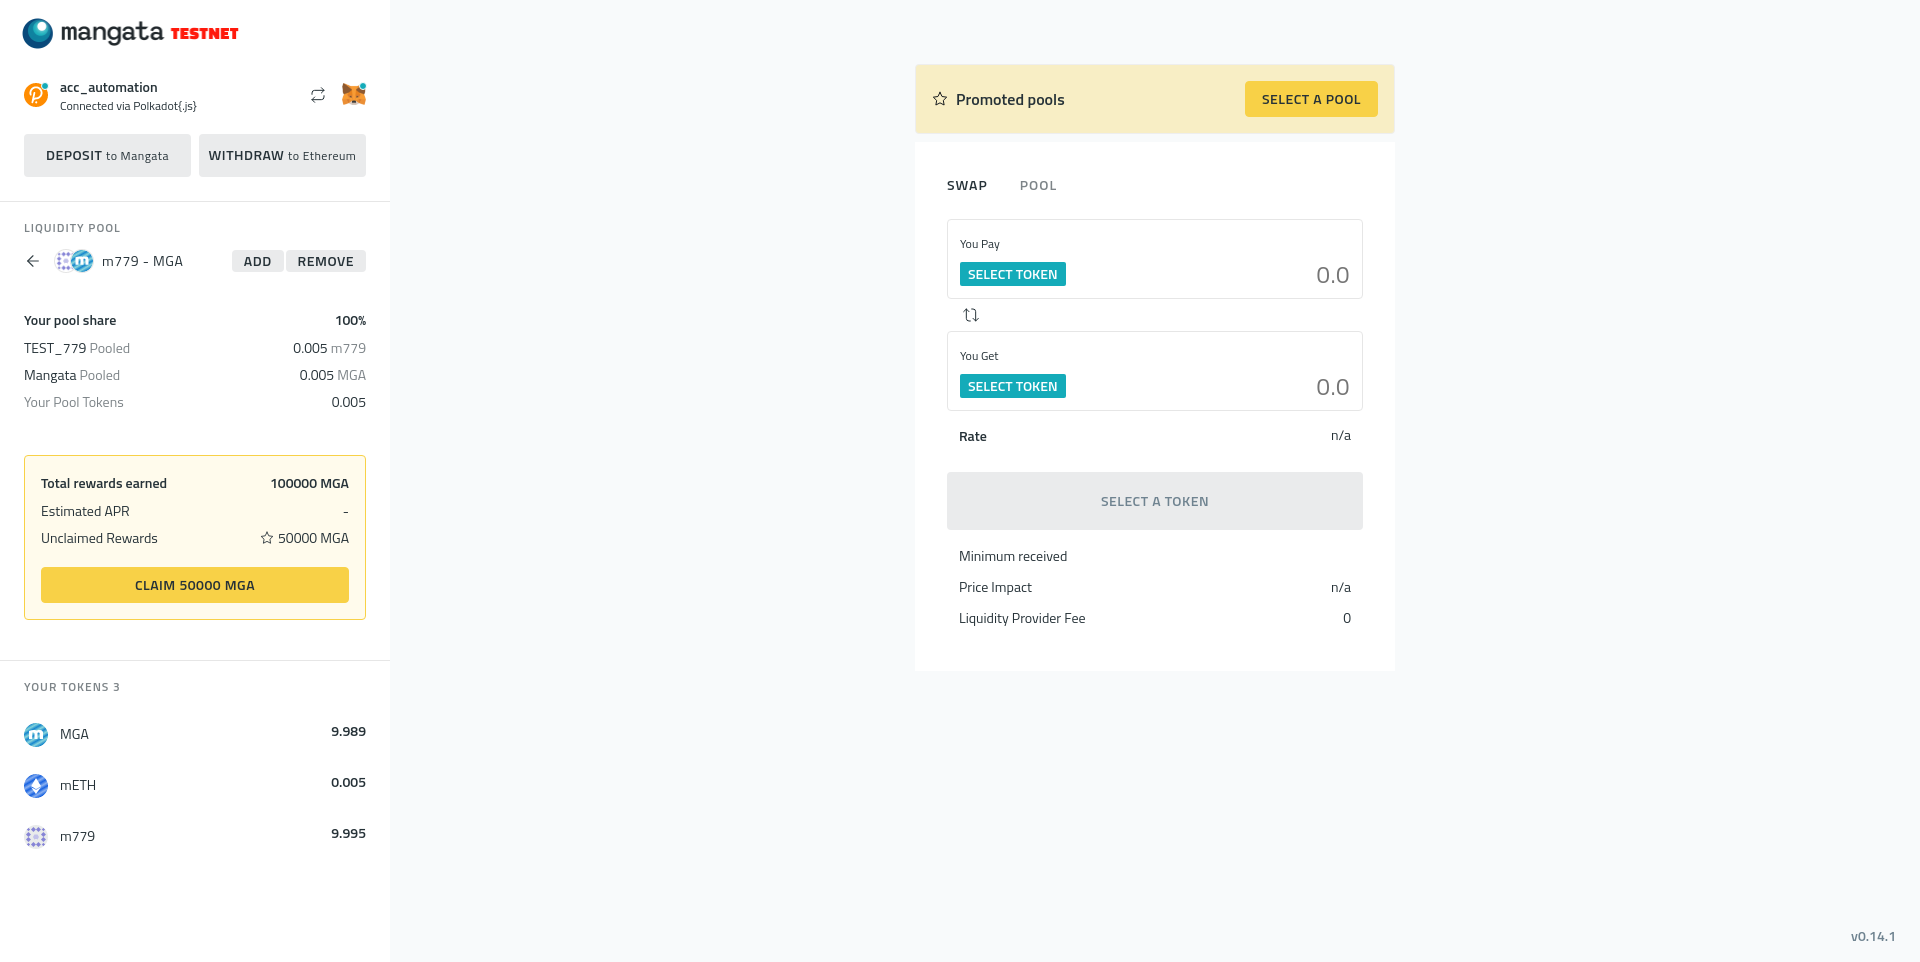 mangata TESTNET
acc_automation
Connected via Polkadot{.js}
DEPOSIT to Mangata
WITHDRAW to Ethereum
LIQUIDITY POOL
m779 - MGA
ADD
REMOVE
Your pool share 100%
TEST_779 Pooled 0.005 m779
Mangata Pooled 0.005 MGA
Your Pool Tokens 0.005
Total rewards earned 100000 MGA
Estimated APR -
Unclaimed Rewards 50000 MGA
CLAIM 50000 MGA
YOUR TOKENS 3
MGA 9.989
mETH 0.005
m779 9.995
Promoted pools
SELECT A POOL
SWAP POOL
You Pay
SELECT TOKEN 0.0
You Get
SELECT TOKEN 0.0
Rate n/a
SELECT A TOKEN
Minimum received
Price Impact n/a
Liquidity Provider Fee 0
v0.14.1